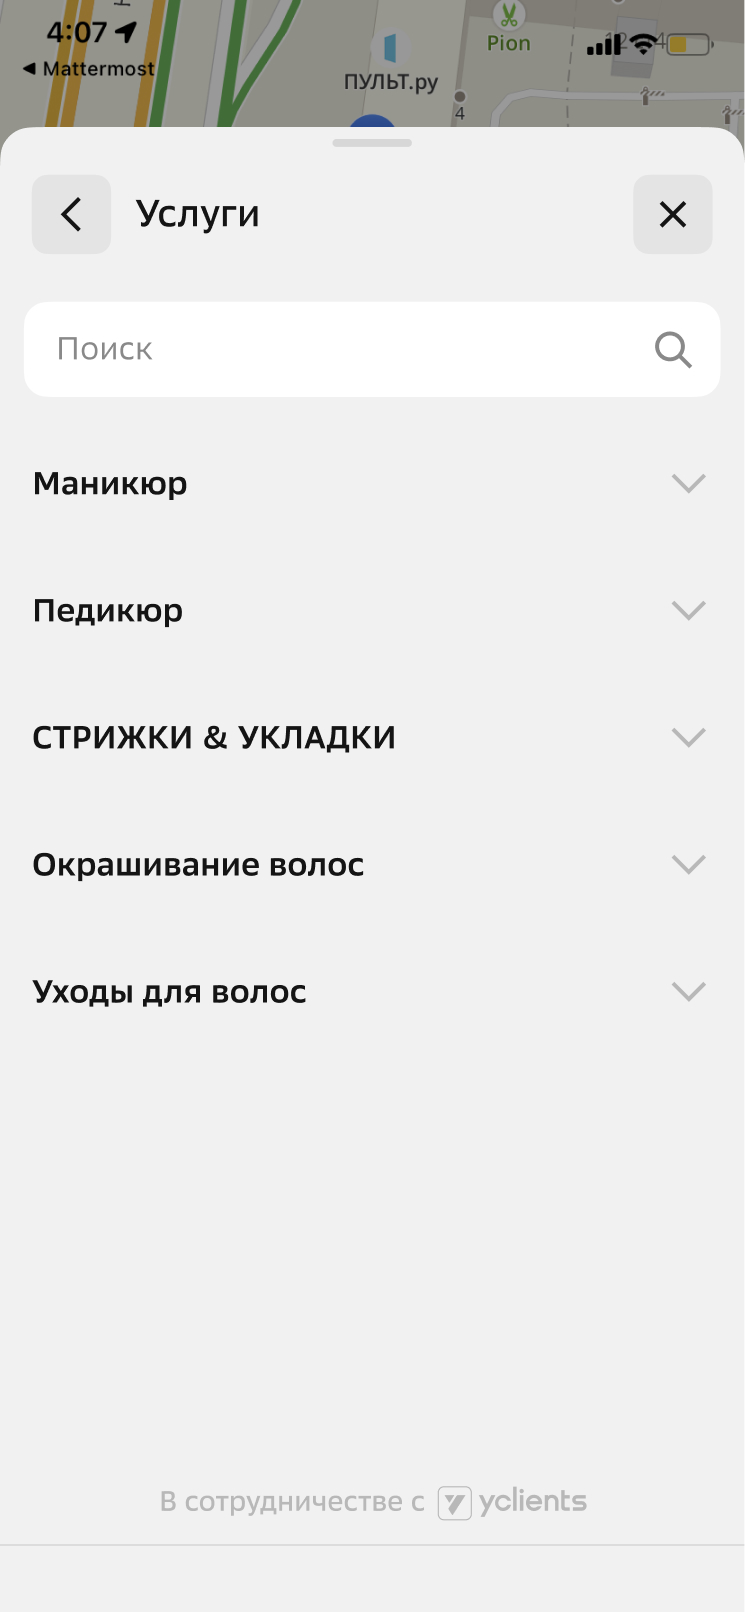 4:07
◀ Mattermost
ПУЛЬТ.ру
Pion
4
Услуги
Поиск
Маникюр
Педикюр
СТРИЖКИ & УКЛАДКИ
Окрашивание волос
Уходы для волос
В сотрудничестве с yclients